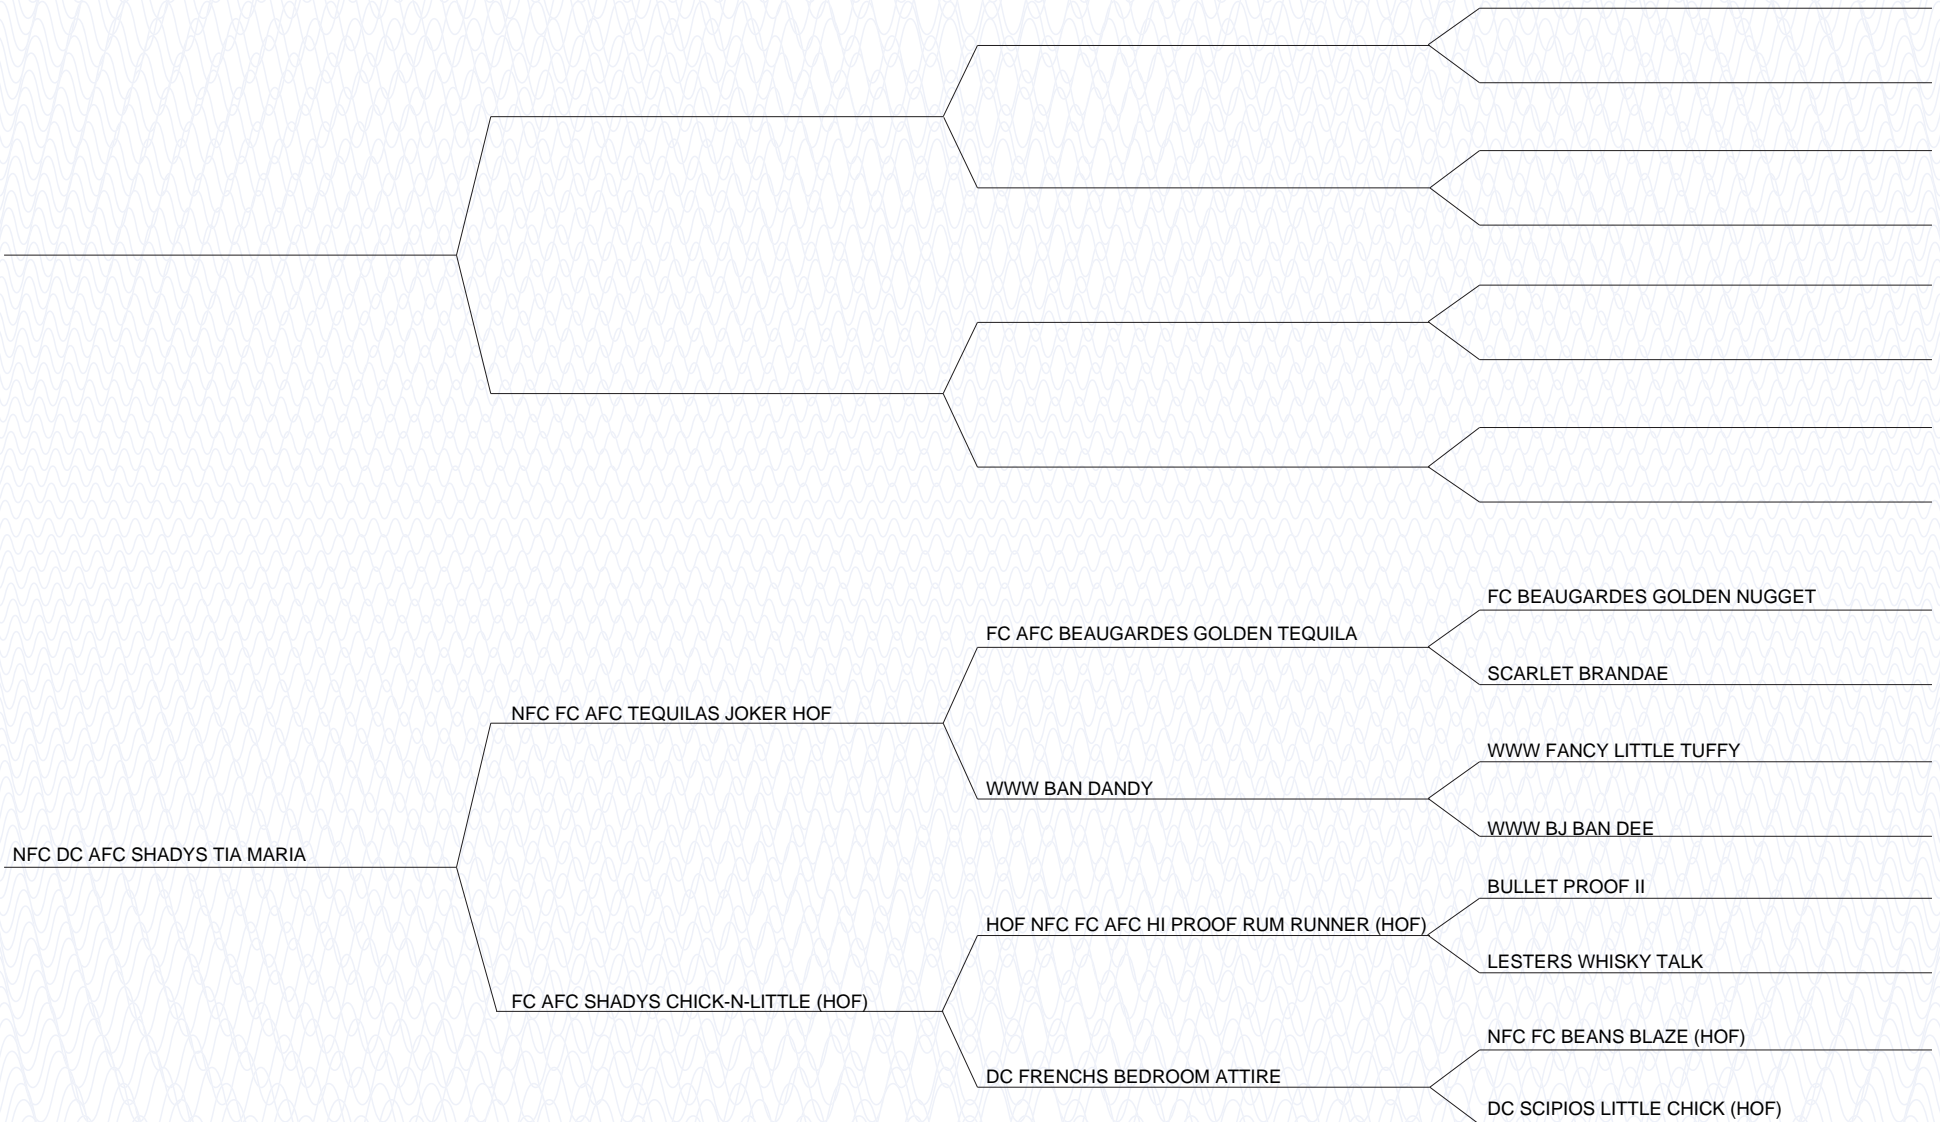 FC BEAUGARDES GOLDEN NUGGET
FC AFC BEAUGARDES GOLDEN TEQUILA
SCARLET BRANDAE
NFC FC AFC TEQUILAS JOKER HOF
WWW FANCY LITTLE TUFFY
WWW BAN DANDY
WWW BJ BAN DEE
NFC DC AFC SHADYS TIA MARIA
BULLET PROOF II
HOF NFC FC AFC HI PROOF RUM RUNNER (HOF)
LESTERS WHISKY TALK
FC AFC SHADYS CHICK-N-LITTLE (HOF)
NFC FC BEANS BLAZE (HOF)
DC FRENCHS BEDROOM ATTIRE
DC SCIPIOS LITTLE CHICK (HOF)